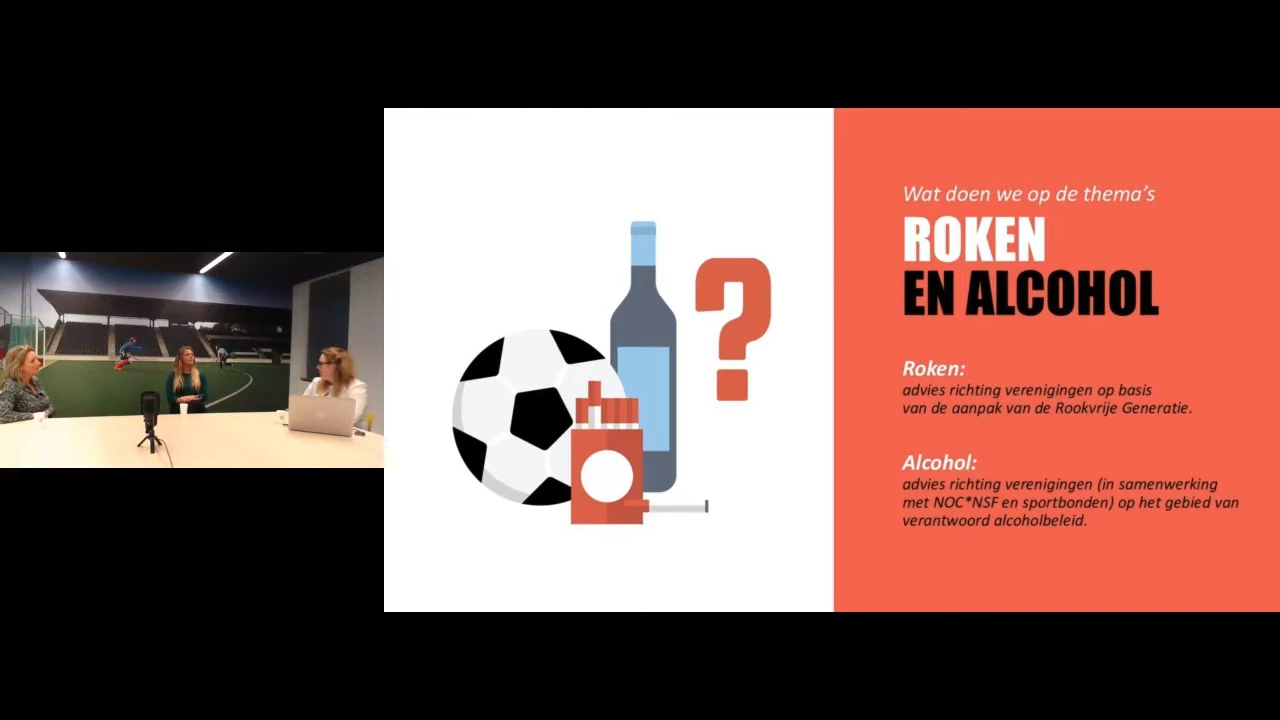 Wat doen we op de thema's
ROKEN
EN ALCOHOL
Roken:
advies richting verenigingen op basis
van de aanpak van de Rookvrije Generatie.
Alcohol:
advies richting verenigingen (in samenwerking
met NOC*NSF en sportbonden) op het gebied van
verantwoord alcoholbeleid.